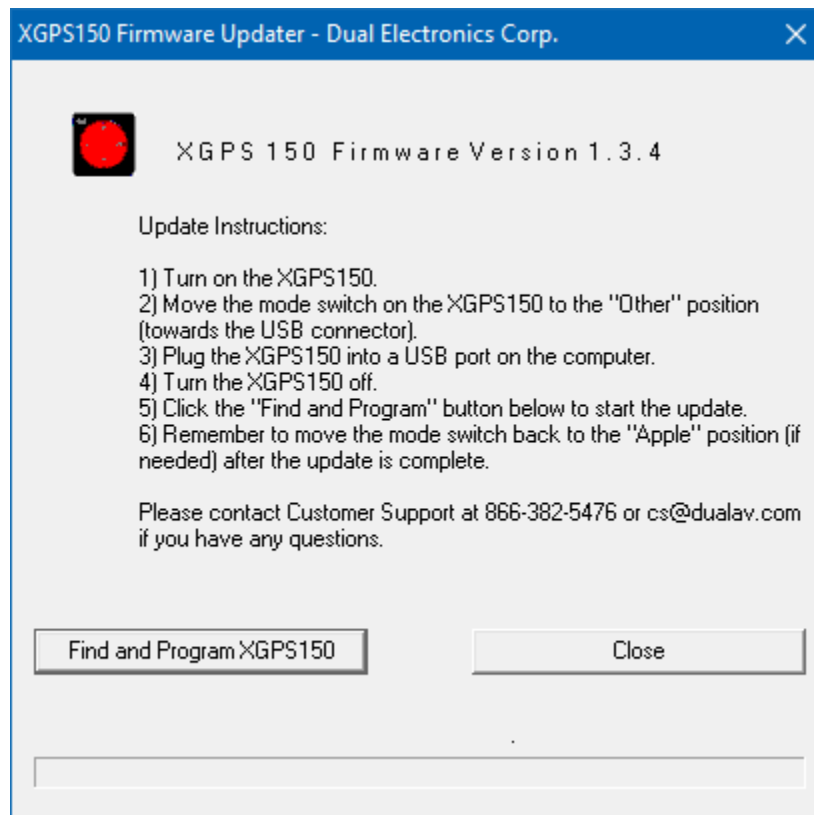 XGPS150 Firmware Updater - Dual Electronics Corp.
XGPS 150 Firmware Version 1.3.4
Update Instructions:
1) Turn on the XGPS150.
2) Move the mode switch on the XGPS150 to the "Other" position
(towards the USB connector).
3) Plug the XGPS150 into a USB port on the computer.
4) Turn the XGPS150 off.
5) Click the "Find and Program" button below to start the update.
6) Remember to move the mode switch back to the "Apple" position (if
needed) after the update is complete.
Please contact Customer Support at 866-382-5476 or cs@dualav.com
if you have any questions.
Find and Program XGPS150
Close
.